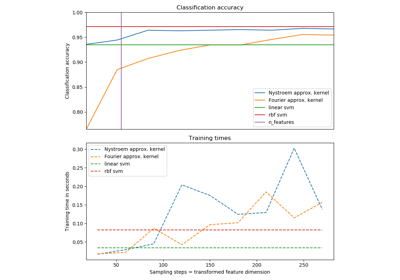 Classification accuracy
1.00
0.95
0.90
0.85
0.80
Classification accuracy
Nystroem approx. kernel
Fourier approx. kernel
linear svm
rbf svm
n_features
Training times
0.30
0.25
0.20
0.15
0.10
0.05
Training time in seconds
Nystroem approx. kernel
Fourier approx. kernel
linear svm
rbf svm
50 100 150 200 250
Sampling steps = transformed feature dimension